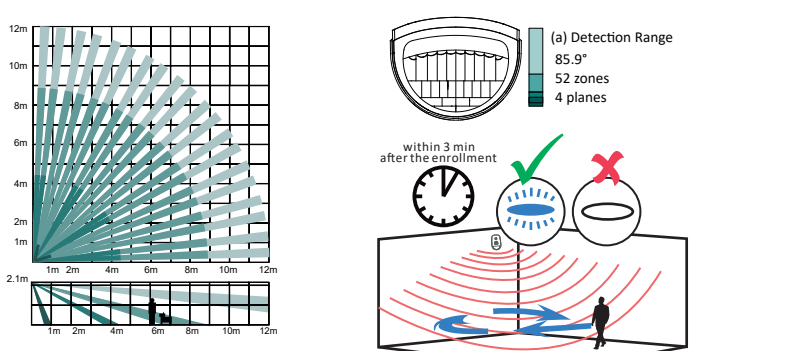 12m
10m
8m
6m
4m
2m
1m
1m 2m 4m 6m 8m 10m 12m
2.1m
1m 2m 4m 6m 8m 10m 12m
(a) Detection Range
85.9°
52 zones
4 planes
within 3 min
after the enrollment